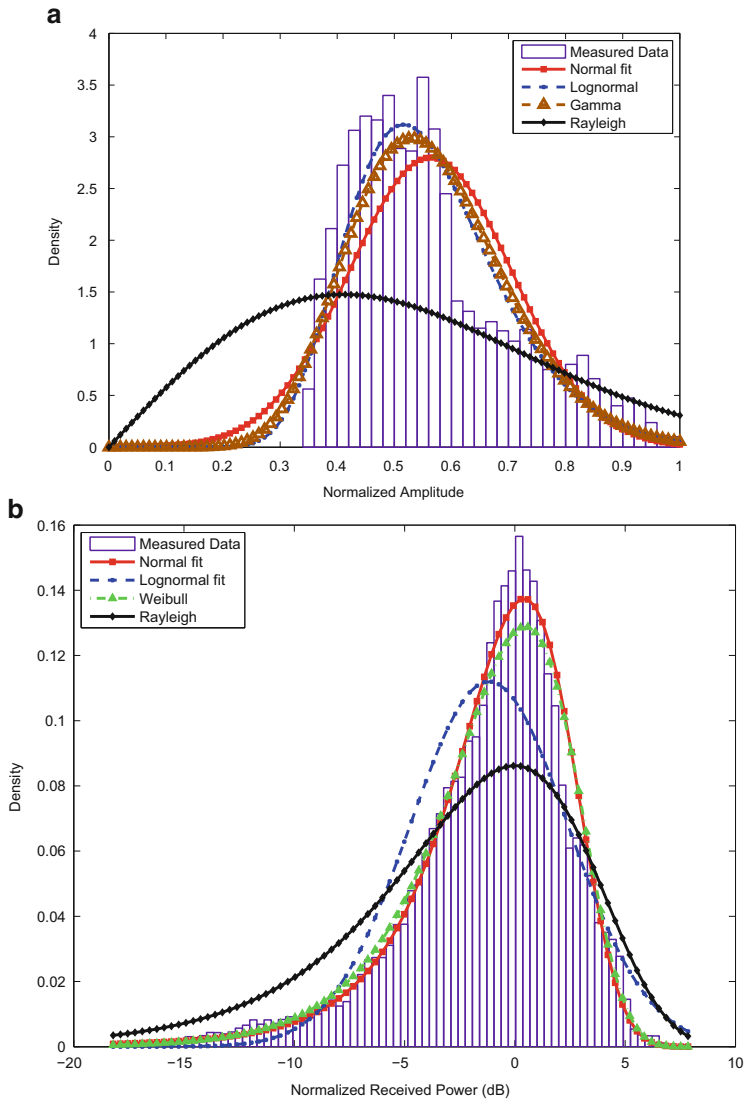 a
4
3.5
3
2.5
2
1.5
1
0.5
0
Density
Measured Data
Normal fit
Lognormal
Gamma
Rayleigh
0 0.1 0.2 0.3 0.4 0.5 0.6 0.7 0.8 0.9 1
Normalized Amplitude
b
0.16
0.14
0.12
0.1
0.08
0.06
0.04
0.02
0
Density
Measured Data
Normal fit
Lognormal fit
Weibull
Rayleigh
−20 −15 −10 −5 0 5 10
Normalized Received Power (dB)